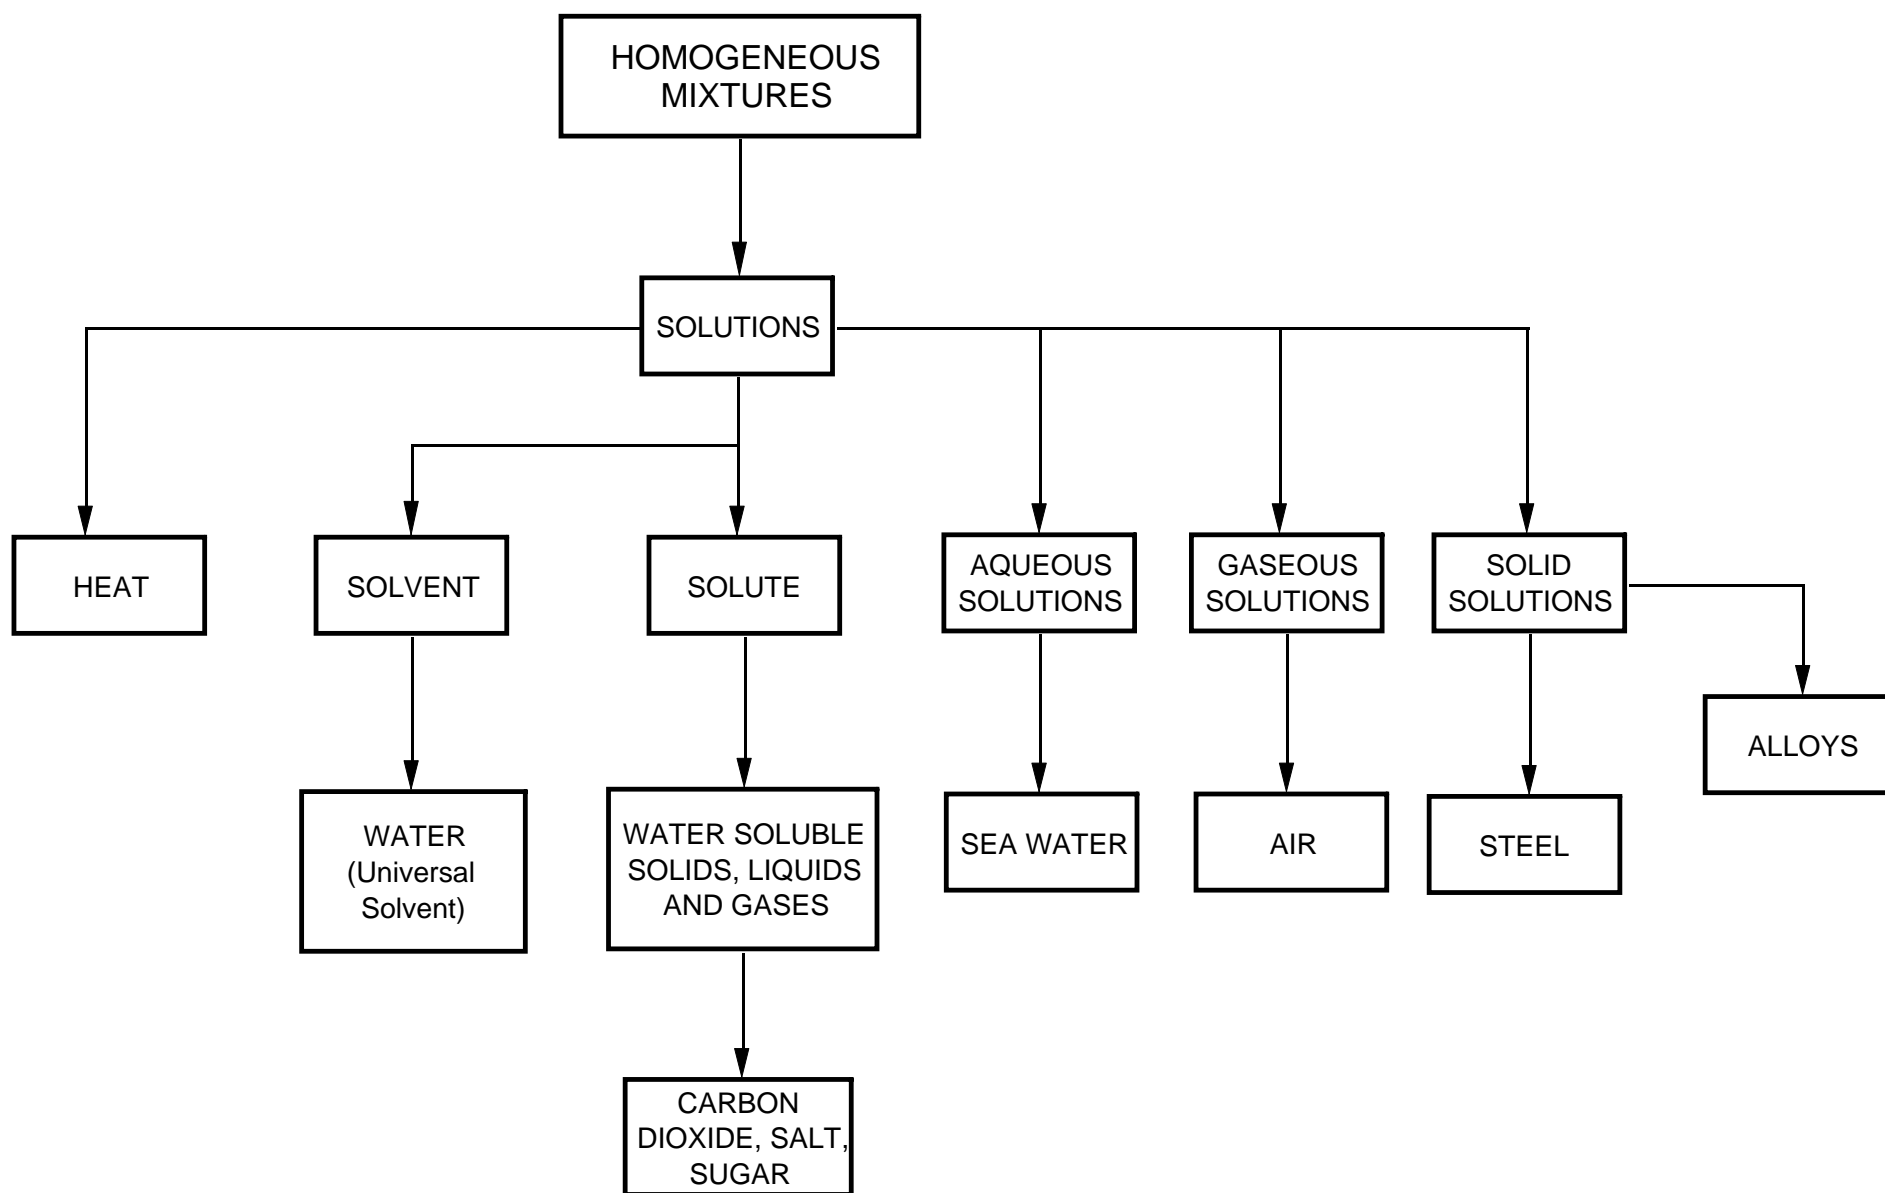 HOMOGENEOUS
MIXTURES
SOLUTIONS
HEAT
SOLVENT
SOLUTE
AQUEOUS
SOLUTIONS
GASEOUS
SOLUTIONS
SOLID
SOLUTIONS
ALLOYS
WATER
(Universal
Solvent)
WATER SOLUBLE
SOLIDS, LIQUIDS
AND GASES
SEA WATER
AIR
STEEL
CARBON
DIOXIDE, SALT,
SUGAR